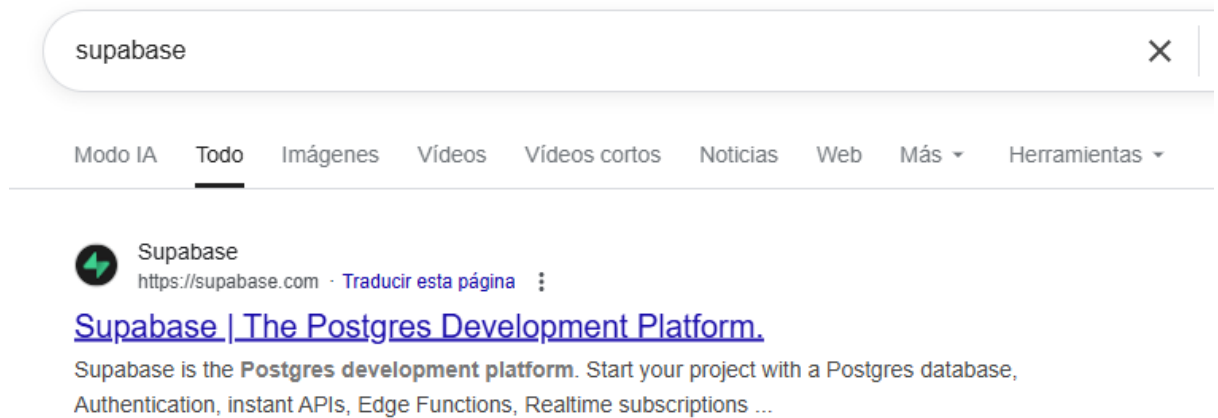 supabase
Modo IA Todo Imágenes Vídeos Vídeos cortos Noticias Web Más Herramientas
Supabase
https://supabase.com · Traducir esta página
Supabase | The Postgres Development Platform.
Supabase is the Postgres development platform. Start your project with a Postgres database,
Authentication, instant APIs, Edge Functions, Realtime subscriptions ...